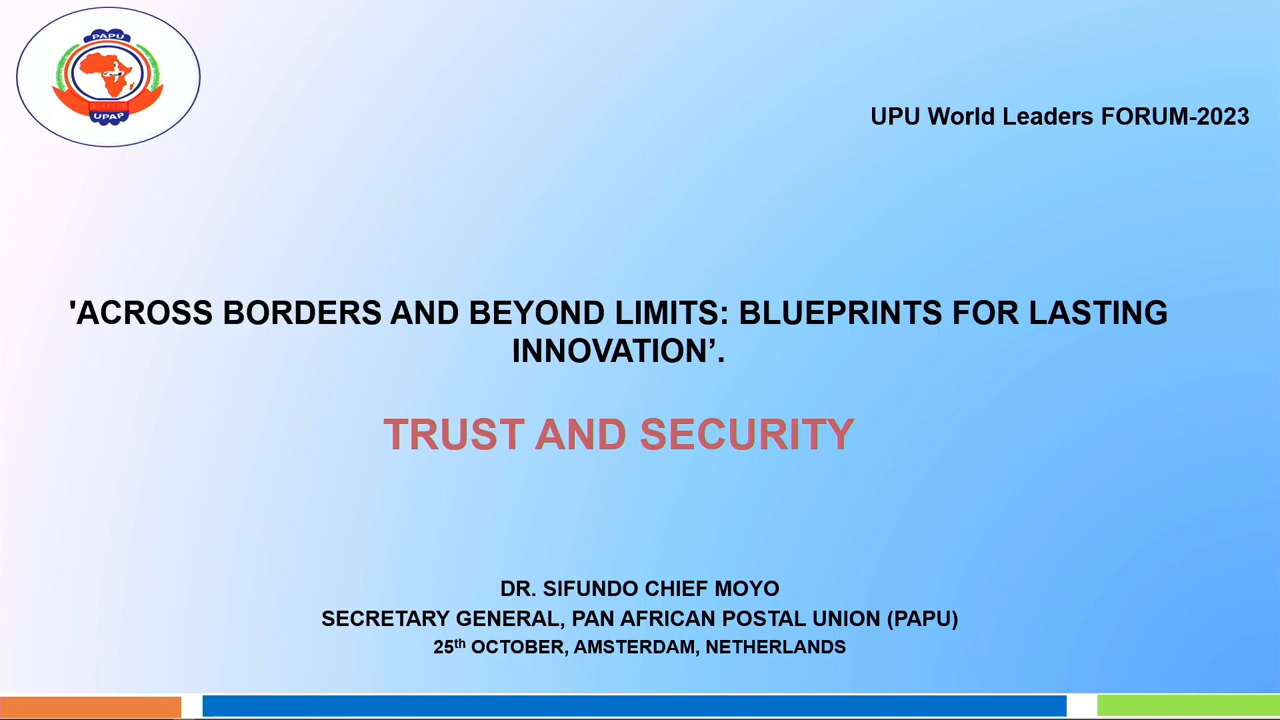 PAPU
UPAP
UPU World Leaders FORUM-2023
'ACROSS BORDERS AND BEYOND LIMITS: BLUEPRINTS FOR LASTING
INNOVATION’.
TRUST AND SECURITY
DR. SIFUNDO CHIEF MOYO
SECRETARY GENERAL, PAN AFRICAN POSTAL UNION (PAPU)
25th OCTOBER, AMSTERDAM, NETHERLANDS